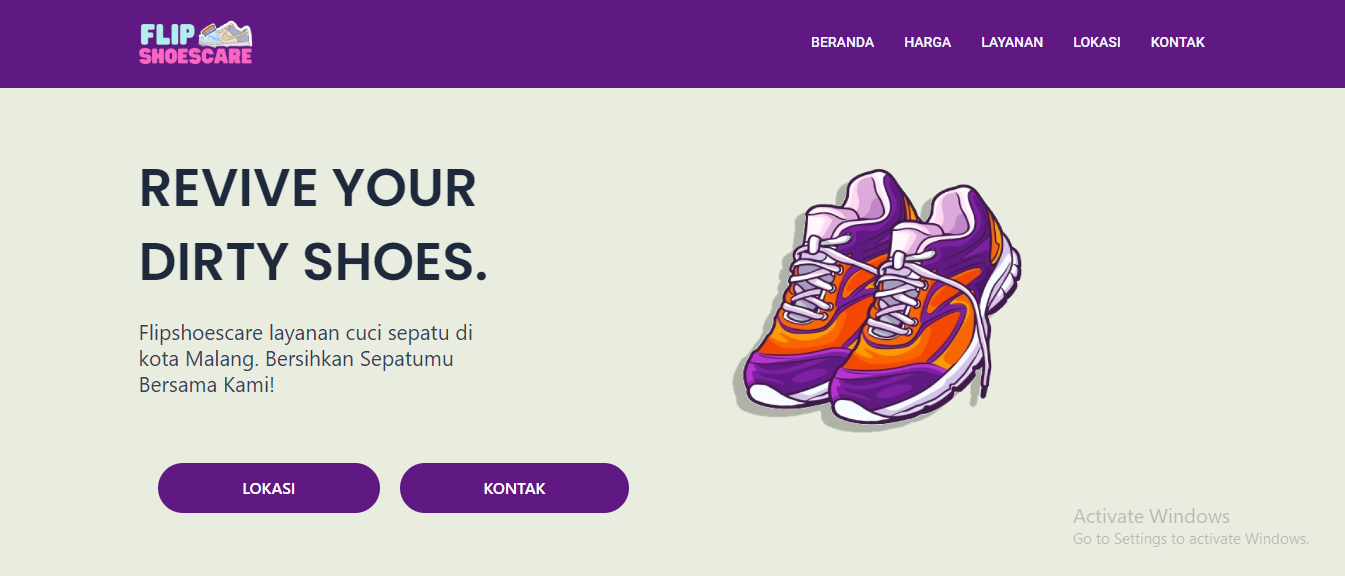 FLIP
SHOESCARE
BERANDA HARGA LAYANAN LOKASI KONTAK
REVIVE YOUR
DIRTY SHOES.
Flipshoescare layanan cuci sepatu di
kota Malang. Bersihkan Sepatumu
Bersama Kami!
LOKASI KONTAK
Activate Windows
Go to Settings to activate Windows.